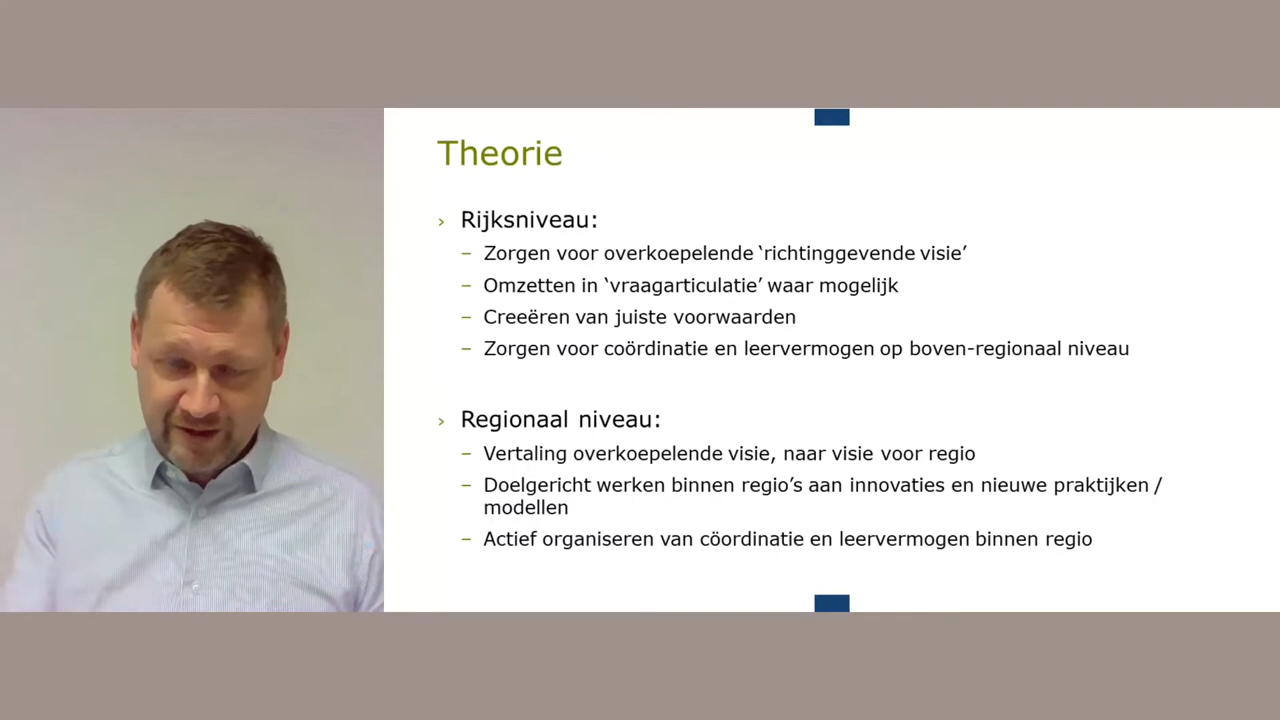 Theorie
› Rijksniveau:
– Zorgen voor overkoepelende ‘richtinggevende visie’
– Omzetten in ‘vraagarticulatie’ waar mogelijk
– Creeëren van juiste voorwaarden
– Zorgen voor coördinatie en leervermogen op boven-regionaal niveau
› Regionaal niveau:
– Vertaling overkoepelende visie, naar visie voor regio
– Doelgericht werken binnen regio’s aan innovaties en nieuwe praktijken /
modellen
– Actief organiseren van cöordinatie en leervermogen binnen regio